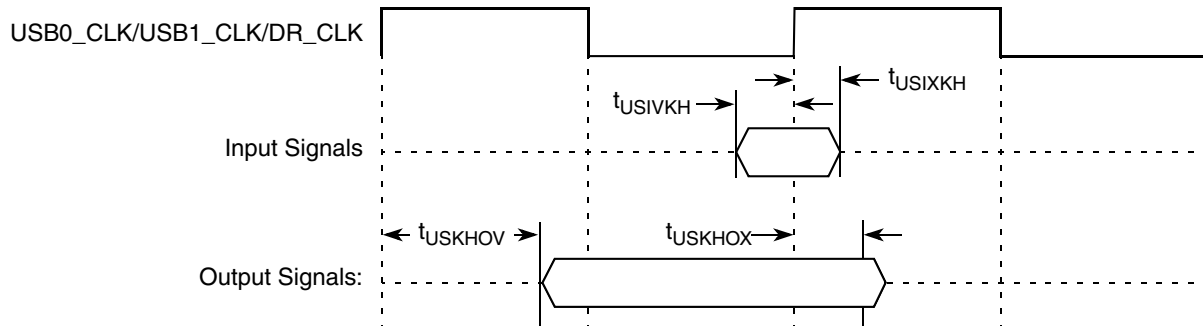 USB0_CLK/USB1_CLK/DR_CLK
tUSIXKH
tUSIVKH
Input Signals
tUSKHOV
tUSKHOX
Output Signals: